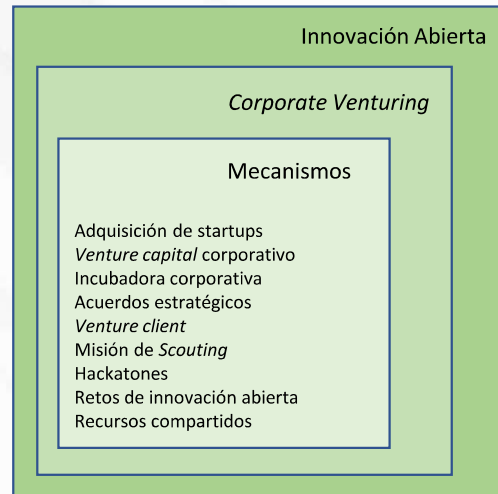 Innovación Abierta
Corporate Venturing
Mecanismos
Adquisición de startups
Venture capital corporativo
Incubadora corporativa
Acuerdos estratégicos
Venture client
Misión de Scouting
Hackatones
Retos de innovación abierta
Recursos compartidos